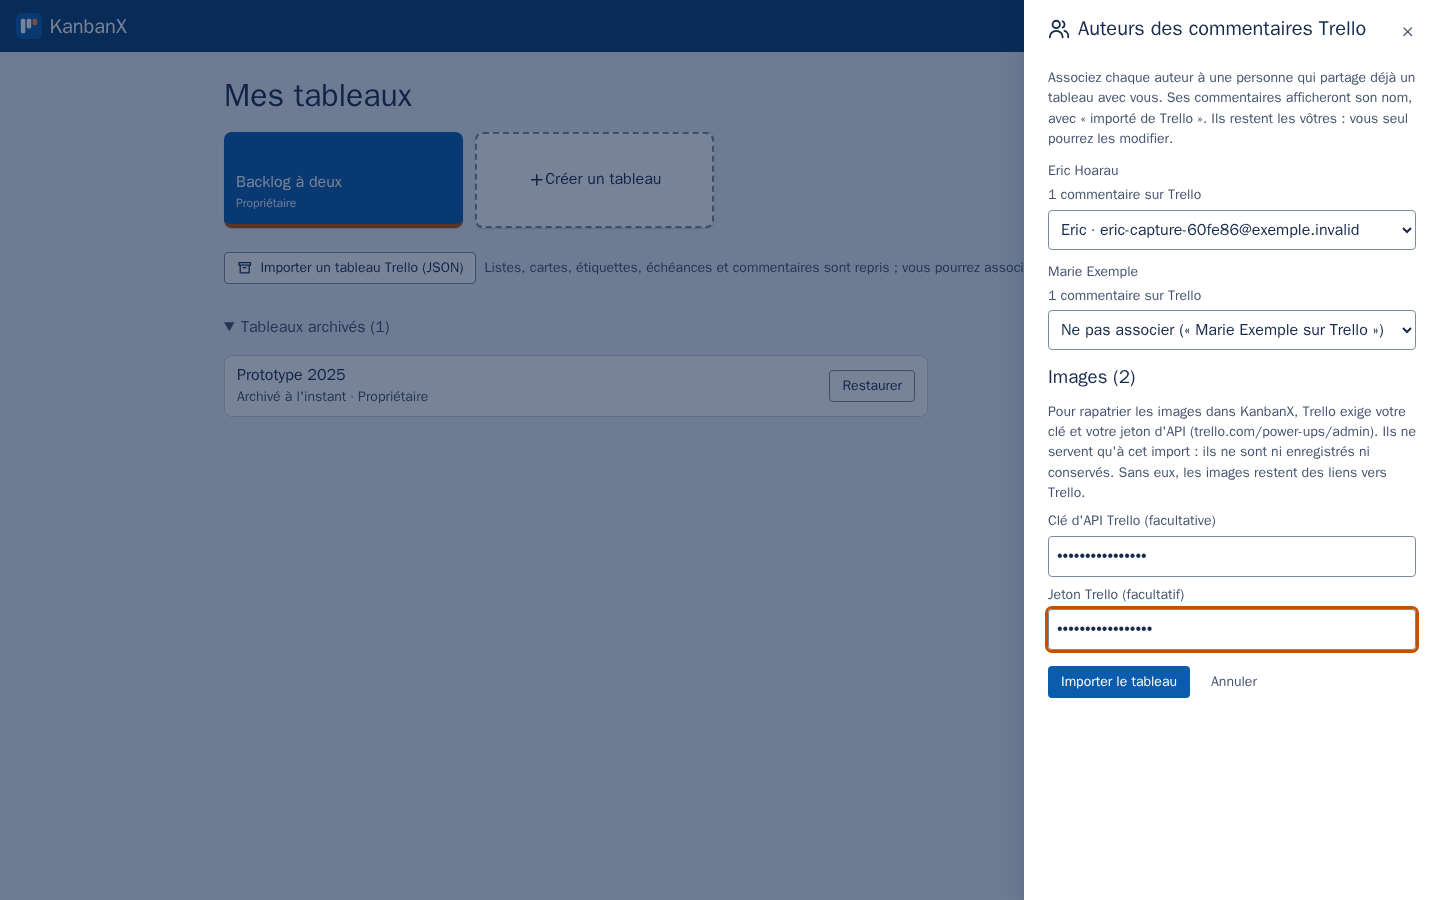 KanbanX
Mes tableaux
Backlog à deux
Propriétaire
Créer un tableau
Importer un tableau Trello (JSON)
Listes, cartes, étiquettes, échéances et commentaires sont repris ; vous pourrez associ
Tableaux archivés (1)
Prototype 2025
Archivé à l'instant · Propriétaire
Restaurer
Auteurs des commentaires Trello
Associez chaque auteur à une personne qui partage déjà un
tableau avec vous. Ses commentaires afficheront son nom,
avec « importé de Trello ». Ils restent les vôtres : vous seul
pourrez les modifier.
Eric Hoarau
1 commentaire sur Trello
Eric · eric-capture-60fe86@exemple.invalid
Marie Exemple
1 commentaire sur Trello
Ne pas associer (« Marie Exemple sur Trello »)
Images (2)
Pour rapatrier les images dans KanbanX, Trello exige votre
clé et votre jeton d'API (trello.com/power-ups/admin). Ils ne
servent qu'à cet import : ils ne sont ni enregistrés ni
conservés. Sans eux, les images restent des liens vers
Trello.
Clé d'API Trello (facultative)
••••••••••••••••
Jeton Trello (facultatif)
•••••••••••••••••
Importer le tableau
Annuler